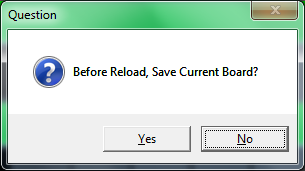 Question
Before Reload, Save Current Board?
Yes
No